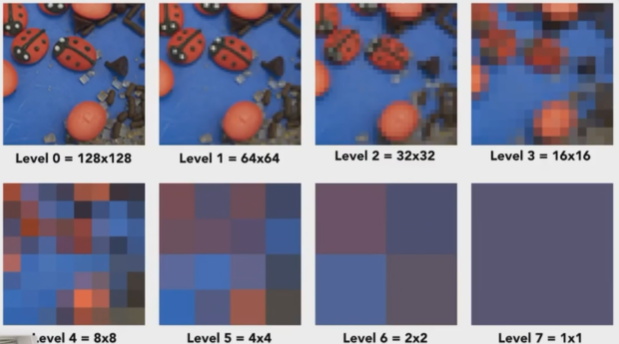 Level 0 = 128x128
Level 1 = 64x64
Level 2 = 32x32
Level 3 = 16x16
Level 4 = 8x8
Level 5 = 4x4
Level 6 = 2x2
Level 7 = 1x1